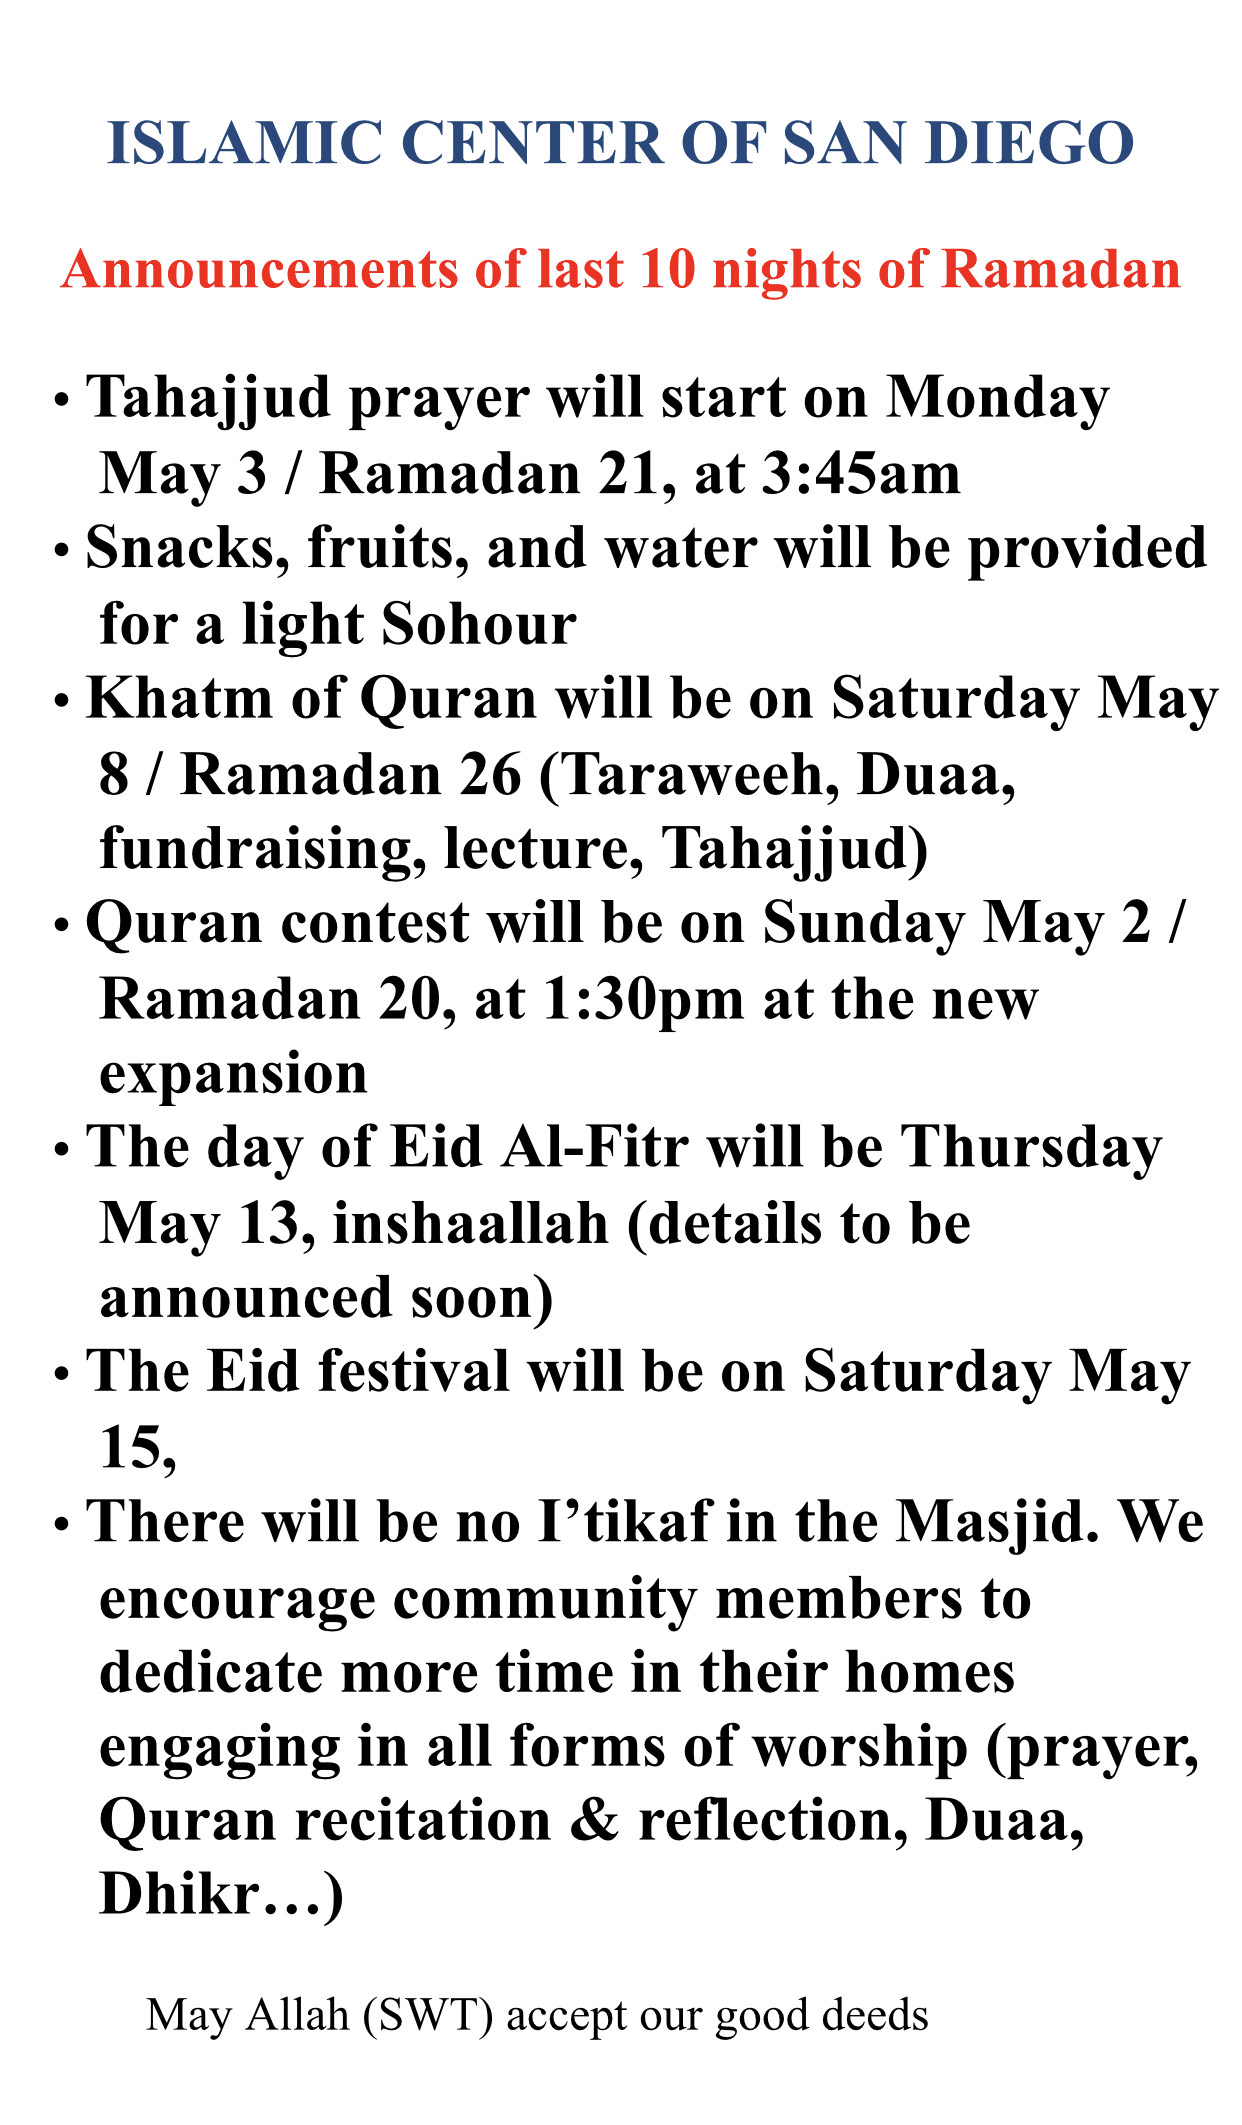 ISLAMIC CENTER OF SAN DIEGO
Announcements of last 10 nights of Ramadan
• Tahajjud prayer will start on Monday
May 3 / Ramadan 21, at 3:45am
• Snacks, fruits, and water will be provided
for a light Sohour
• Khatm of Quran will be on Saturday May
8 / Ramadan 26 (Taraweeh, Duaa,
fundraising, lecture, Tahajjud)
• Quran contest will be on Sunday May 2 /
Ramadan 20, at 1:30pm at the new
expansion
• The day of Eid Al-Fitr will be Thursday
May 13, inshaallah (details to be
announced soon)
• The Eid festival will be on Saturday May
15,
• There will be no I’tikaf in the Masjid. We
encourage community members to
dedicate more time in their homes
engaging in all forms of worship (prayer,
Quran recitation & reflection, Duaa,
Dhikr…)
May Allah (SWT) accept our good deeds